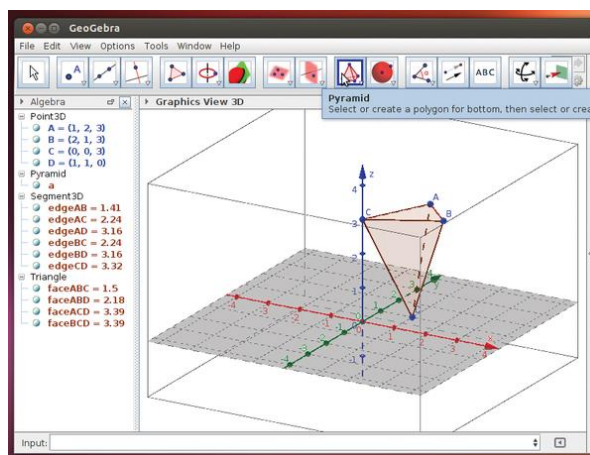 GeoGebra
File Edit View Options Tools Window Help
ABC
Pyramid
Select or create a polygon for bottom, then select or crea
Algebra
Graphics View 3D
Point3D
A = (1, 2, 3)
B = (2, 1, 3)
C = (0, 0, 3)
D = (1, 1, 0)
Pyramid
a
Segment3D
edgeAB = 1.41
edgeAC = 2.24
edgeAD = 3.16
edgeBC = 2.24
edgeBD = 3.16
edgeCD = 3.32
Triangle
faceABC = 1.5
faceABD = 2.18
faceACD = 3.39
faceBCD = 3.39
z
4
A
C
B
3
2
1
0
-1
Input: